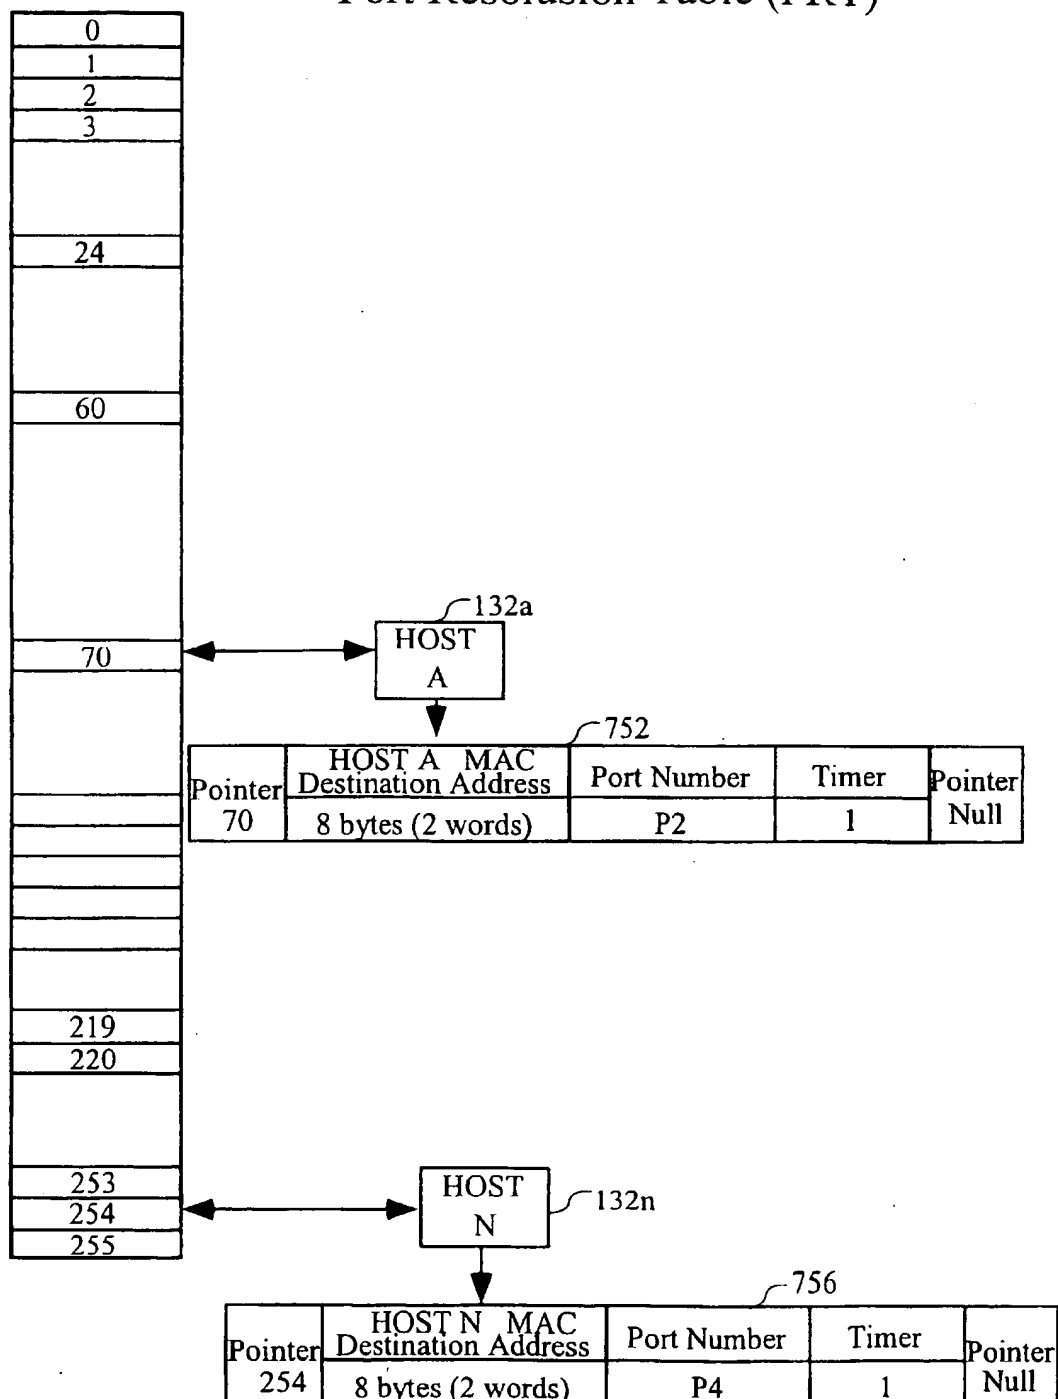 Port Resolution Table (PRT)
0
1
2
3
24
60
132a
70
HOST
A
752
Pointer
70
HOST A MAC
Destination Address
Port Number
Timer
Pointer
Null
8 bytes (2 words)
P2
1
219
220
253
254
255
HOST
N
132n
756
Pointer
254
HOST N MAC
Destination Address
Port Number
Timer
Pointer
Null
8 bytes (2 words)
P4
1